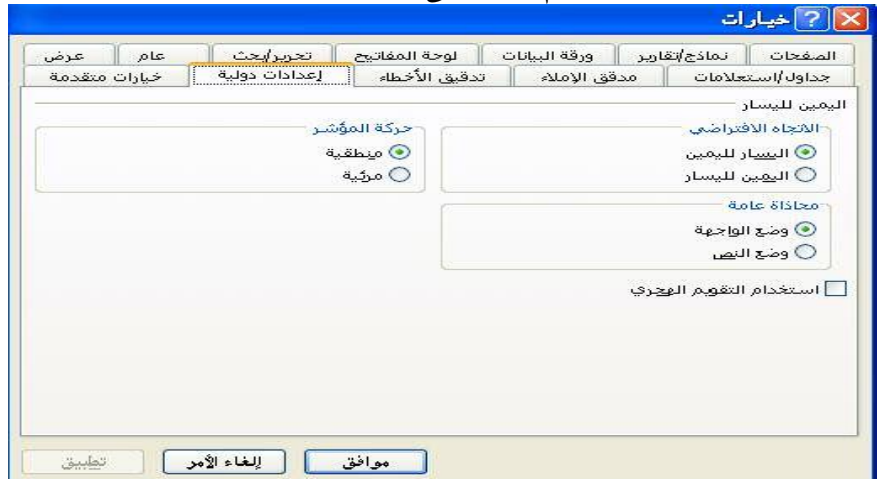 خيارات
الصفحات نماذج/تقارير ورقة البيانات لوحة المفاتيح تحرير/بحث عام عرض
جداول/استعلامات مدقق الإملاء تدقيق الأخطاء إعدادات دولية خيارات متقدمة
اليمين لليسار
الاتجاه الافتراضي
اليسار لليمين
اليمين لليسار
حركة المؤشر
منطقية
مرئية
محاذاة عامة
وضع الواجهة
وضع النص
استخدام التقويم الهجري
موافق إلغاء الأمر تطبيق